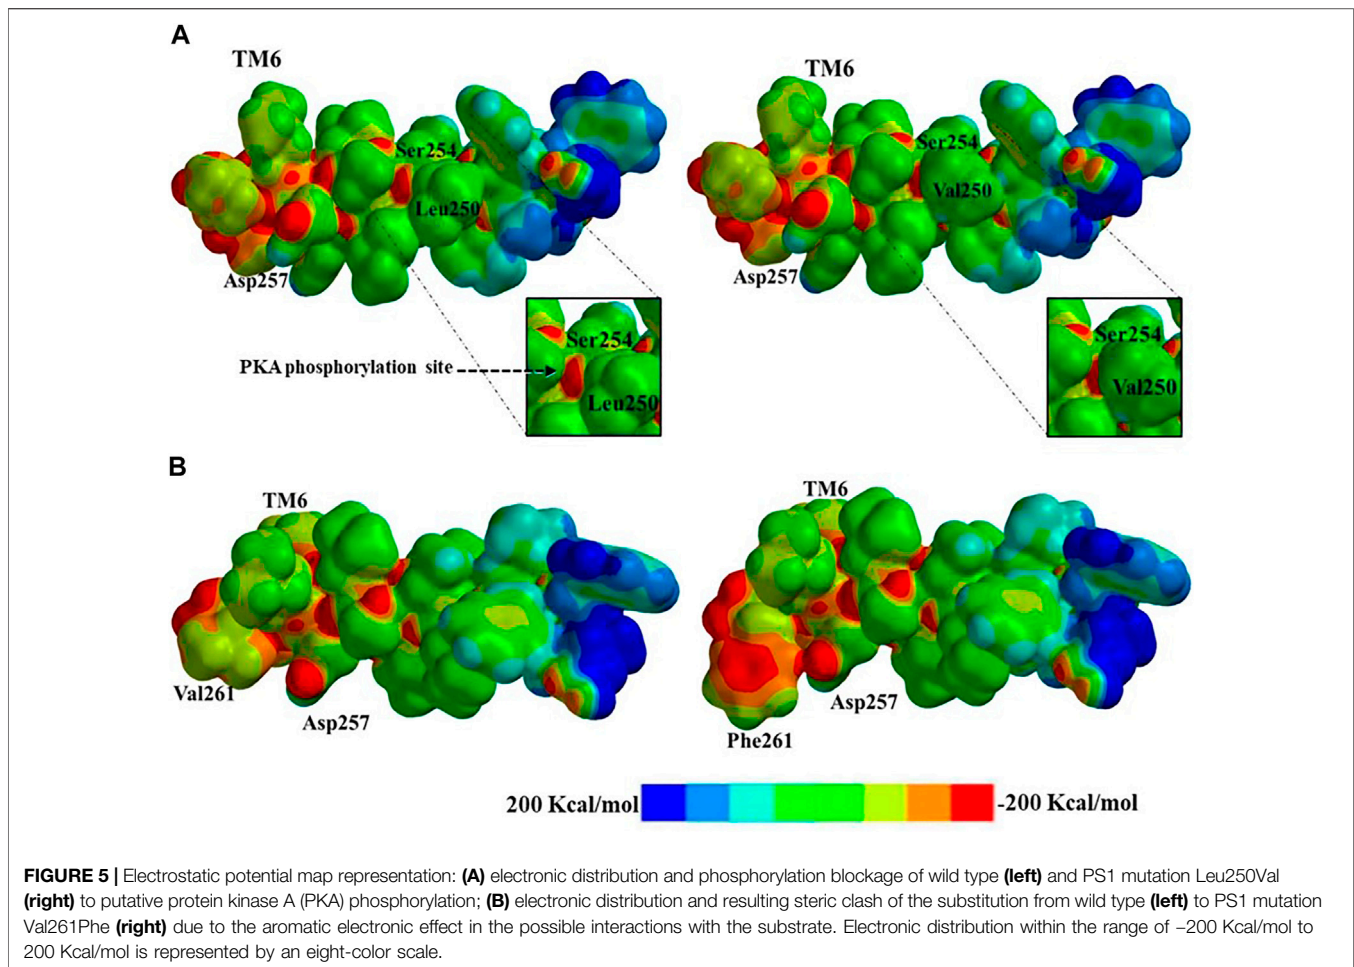 A
TM6
TM6
Ser254
Ser254
Leu250
Val250
Asp257
Asp257
Ser254
Ser254
PKA phosphorylation site
Leu250
Val250
B
TM6
TM6
Val261
Asp257
Asp257
Phe261
200 Kcal/mol
-200 Kcal/mol
FIGURE 5 | Electrostatic potential map representation: (A) electronic distribution and phosphorylation blockage of wild type (left) and PS1 mutation Leu250Val
(right) to putative protein kinase A (PKA) phosphorylation; (B) electronic distribution and resulting steric clash of the substitution from wild type (left) to PS1 mutation
Val261Phe (right) due to the aromatic electronic effect in the possible interactions with the substrate. Electronic distribution within the range of −200 Kcal/mol to
200 Kcal/mol is represented by an eight-color scale.